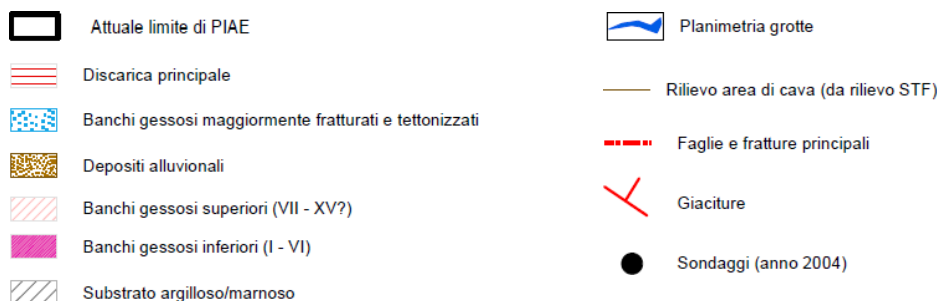 Attuale limite di PIAE
Discarica principale
Banchi gessosi maggiormente fratturati e tettonizzati
Depositi alluvionali
Banchi gessosi superiori (VII - XV?)
Banchi gessosi inferiori (I - VI)
Substrato argilloso/marnoso
Planimetria grotte
Rilievo area di cava (da rilievo STF)
Faglie e fratture principali
Giaciture
Sondaggi (anno 2004)